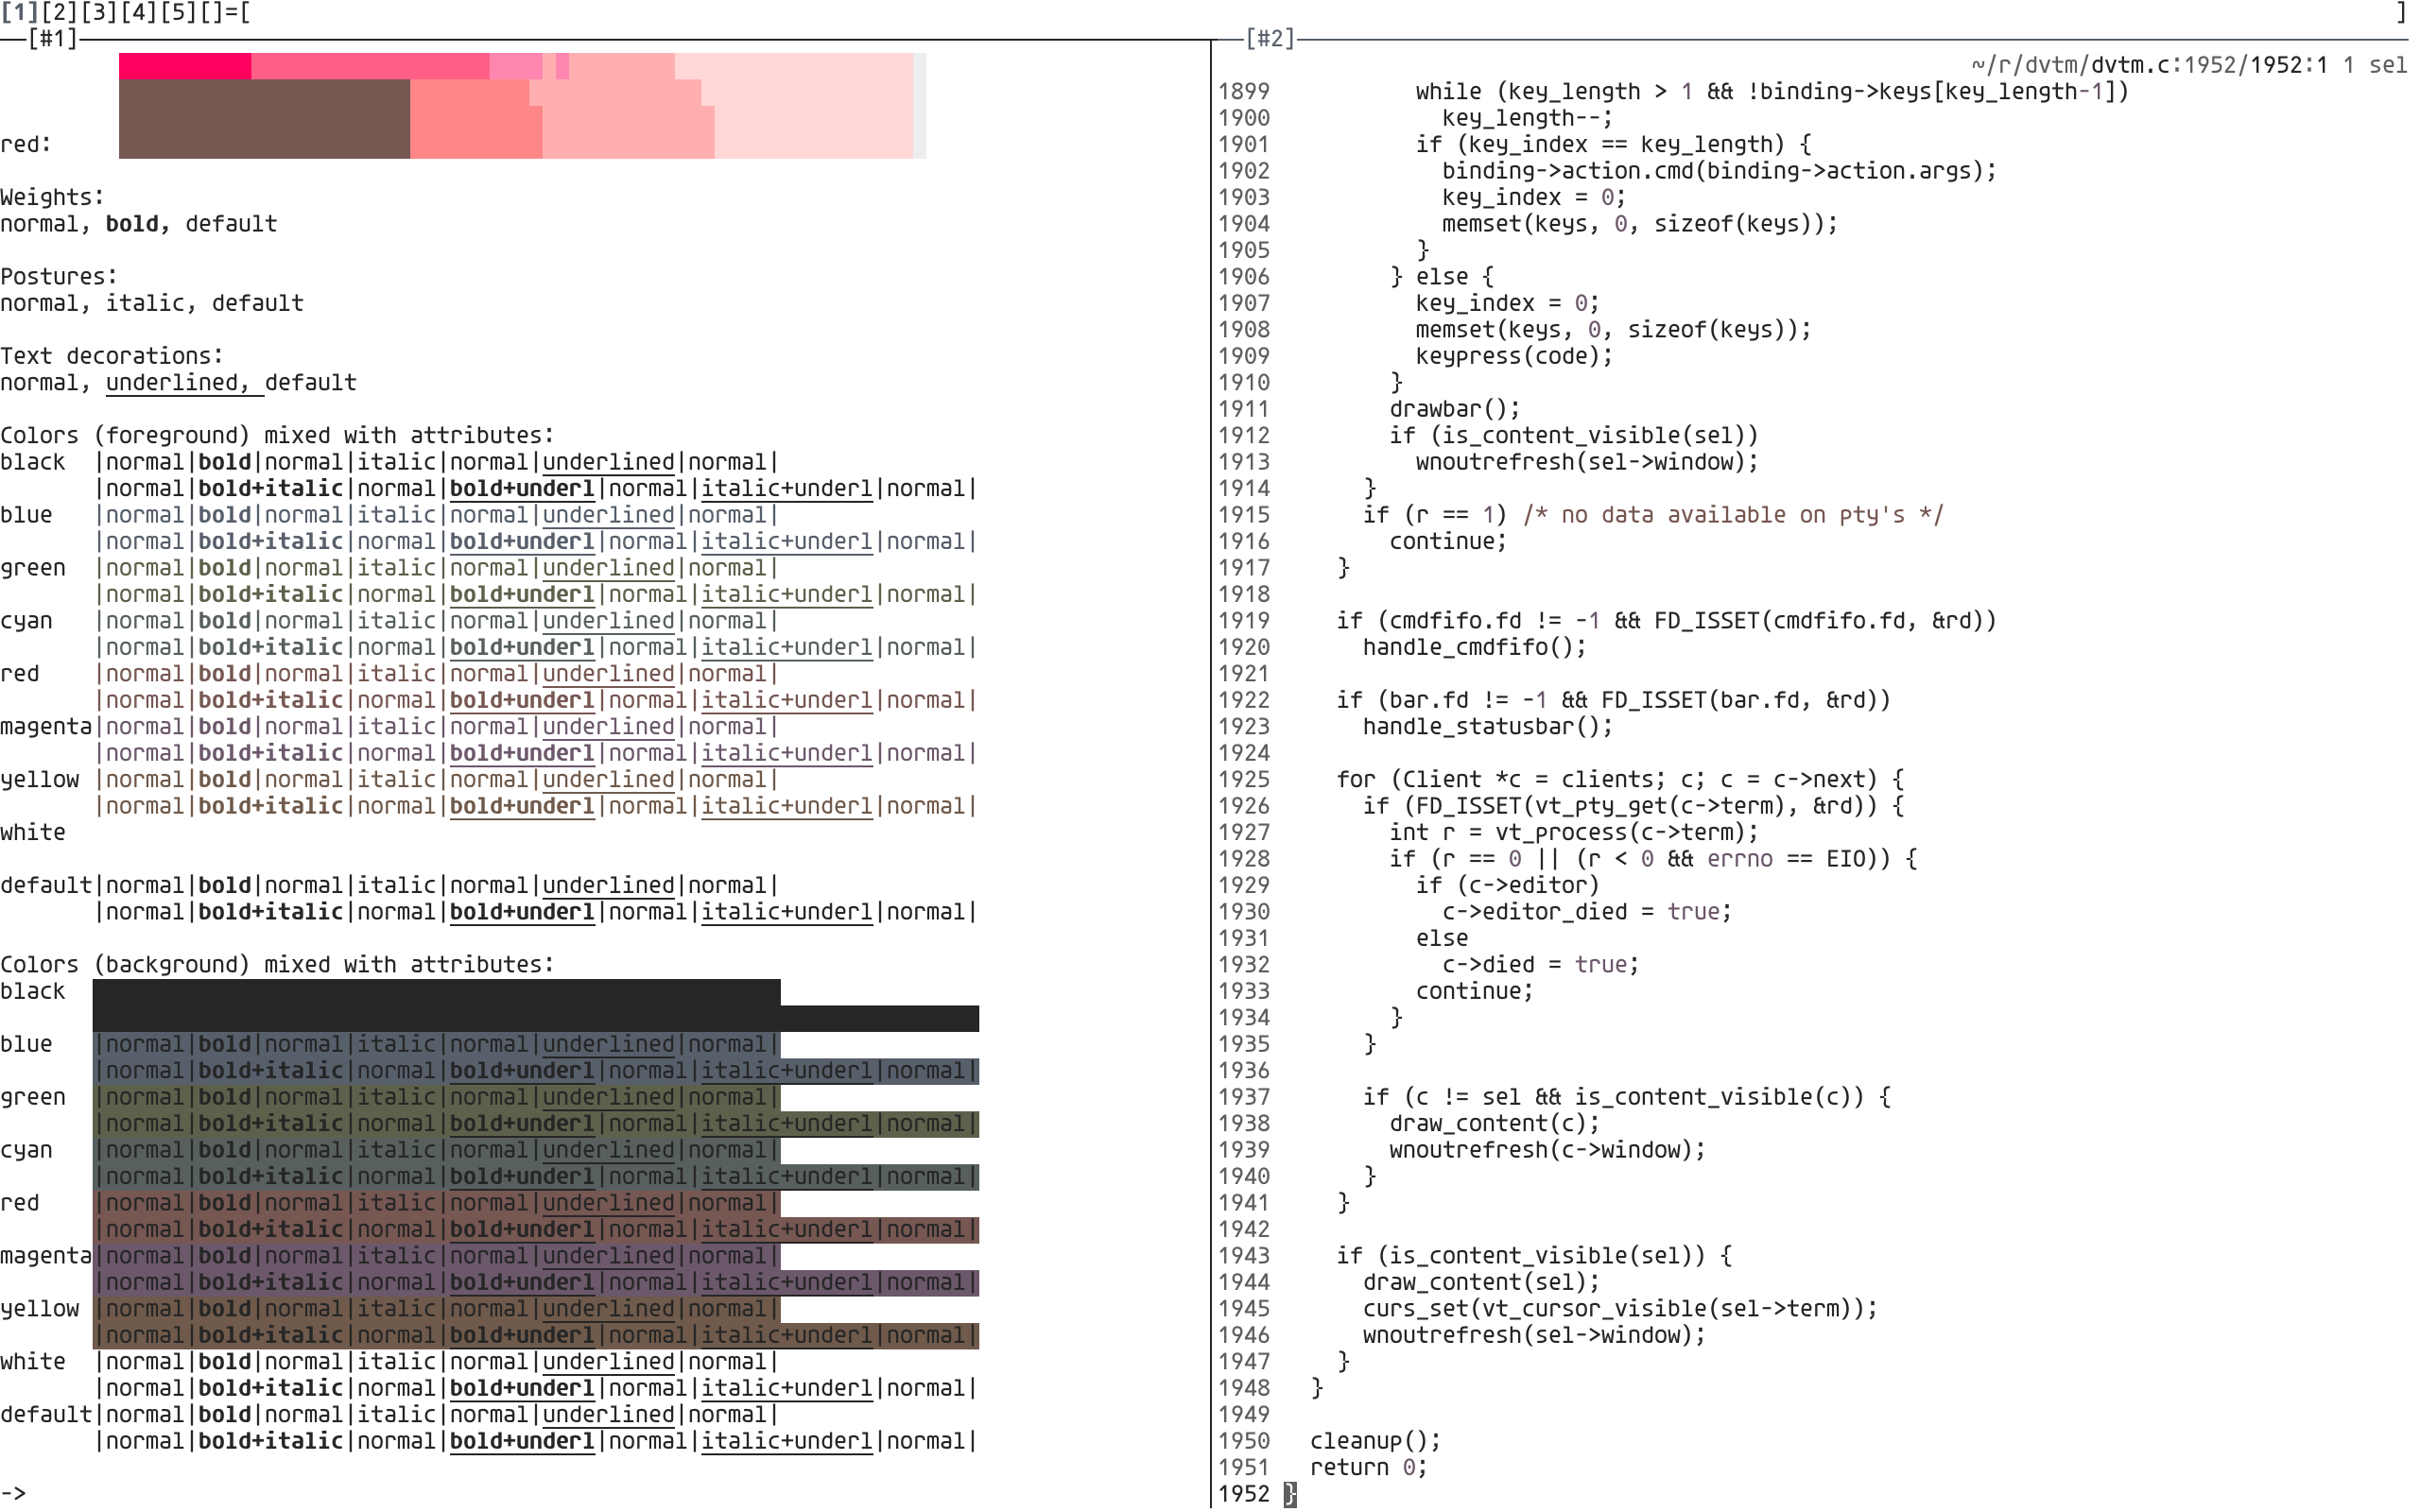 [1][2][3][4][5][]=[ ]
[#1]
red:
Weights:
normal, bold, default
Postures:
normal, italic, default
Text decorations:
normal, underlined, default
Colors (foreground) mixed with attributes:
black |normal|bold|normal|italic|normal|underlined|normal|
|normal|bold+italic|normal|bold+underl|normal|italic+underl|normal|
blue |normal|bold|normal|italic|normal|underlined|normal|
|normal|bold+italic|normal|bold+underl|normal|italic+underl|normal|
green |normal|bold|normal|italic|normal|underlined|normal|
|normal|bold+italic|normal|bold+underl|normal|italic+underl|normal|
cyan |normal|bold|normal|italic|normal|underlined|normal|
|normal|bold+italic|normal|bold+underl|normal|italic+underl|normal|
red |normal|bold|normal|italic|normal|underlined|normal|
|normal|bold+italic|normal|bold+underl|normal|italic+underl|normal|
magenta|normal|bold|normal|italic|normal|underlined|normal|
|normal|bold+italic|normal|bold+underl|normal|italic+underl|normal|
yellow |normal|bold|normal|italic|normal|underlined|normal|
|normal|bold+italic|normal|bold+underl|normal|italic+underl|normal|
white
default|normal|bold|normal|italic|normal|underlined|normal|
|normal|bold+italic|normal|bold+underl|normal|italic+underl|normal|
Colors (background) mixed with attributes:
black
blue |normal|bold|normal|italic|normal|underlined|normal|
|normal|bold+italic|normal|bold+underl|normal|italic+underl|normal|
green |normal|bold|normal|italic|normal|underlined|normal|
|normal|bold+italic|normal|bold+underl|normal|italic+underl|normal|
cyan |normal|bold|normal|italic|normal|underlined|normal|
|normal|bold+italic|normal|bold+underl|normal|italic+underl|normal|
red |normal|bold|normal|italic|normal|underlined|normal|
|normal|bold+italic|normal|bold+underl|normal|italic+underl|normal|
magenta|normal|bold|normal|italic|normal|underlined|normal|
|normal|bold+italic|normal|bold+underl|normal|italic+underl|normal|
yellow |normal|bold|normal|italic|normal|underlined|normal|
|normal|bold+italic|normal|bold+underl|normal|italic+underl|normal|
white |normal|bold|normal|italic|normal|underlined|normal|
|normal|bold+italic|normal|bold+underl|normal|italic+underl|normal|
default|normal|bold|normal|italic|normal|underlined|normal|
|normal|bold+italic|normal|bold+underl|normal|italic+underl|normal|
->
[#2]
~/r/dvtm/dvtm.c:1952/1952:1 1 sel
1899 while (key_length > 1 && !binding->keys[key_length-1])
1900 key_length--;
1901 if (key_index == key_length) {
1902 binding->action.cmd(binding->action.args);
1903 key_index = 0;
1904 memset(keys, 0, sizeof(keys));
1905 }
1906 } else {
1907 key_index = 0;
1908 memset(keys, 0, sizeof(keys));
1909 keypress(code);
1910 }
1911 drawbar();
1912 if (is_content_visible(sel))
1913 wnoutrefresh(sel->window);
1914 }
1915 if (r == 1) /* no data available on pty's */
1916 continue;
1917 }
1918
1919 if (cmdfifo.fd != -1 && FD_ISSET(cmdfifo.fd, &rd))
1920 handle_cmdfifo();
1921
1922 if (bar.fd != -1 && FD_ISSET(bar.fd, &rd))
1923 handle_statusbar();
1924
1925 for (Client *c = clients; c; c = c->next) {
1926 if (FD_ISSET(vt_pty_get(c->term), &rd)) {
1927 int r = vt_process(c->term);
1928 if (r == 0 || (r < 0 && errno == EIO)) {
1929 if (c->editor)
1930 c->editor_died = true;
1931 else
1932 c->died = true;
1933 continue;
1934 }
1935 }
1936
1937 if (c != sel && is_content_visible(c)) {
1938 draw_content(c);
1939 wnoutrefresh(c->window);
1940 }
1941 }
1942
1943 if (is_content_visible(sel)) {
1944 draw_content(sel);
1945 curs_set(vt_cursor_visible(sel->term));
1946 wnoutrefresh(sel->window);
1947 }
1948 }
1949
1950 cleanup();
1951 return 0;
1952 }